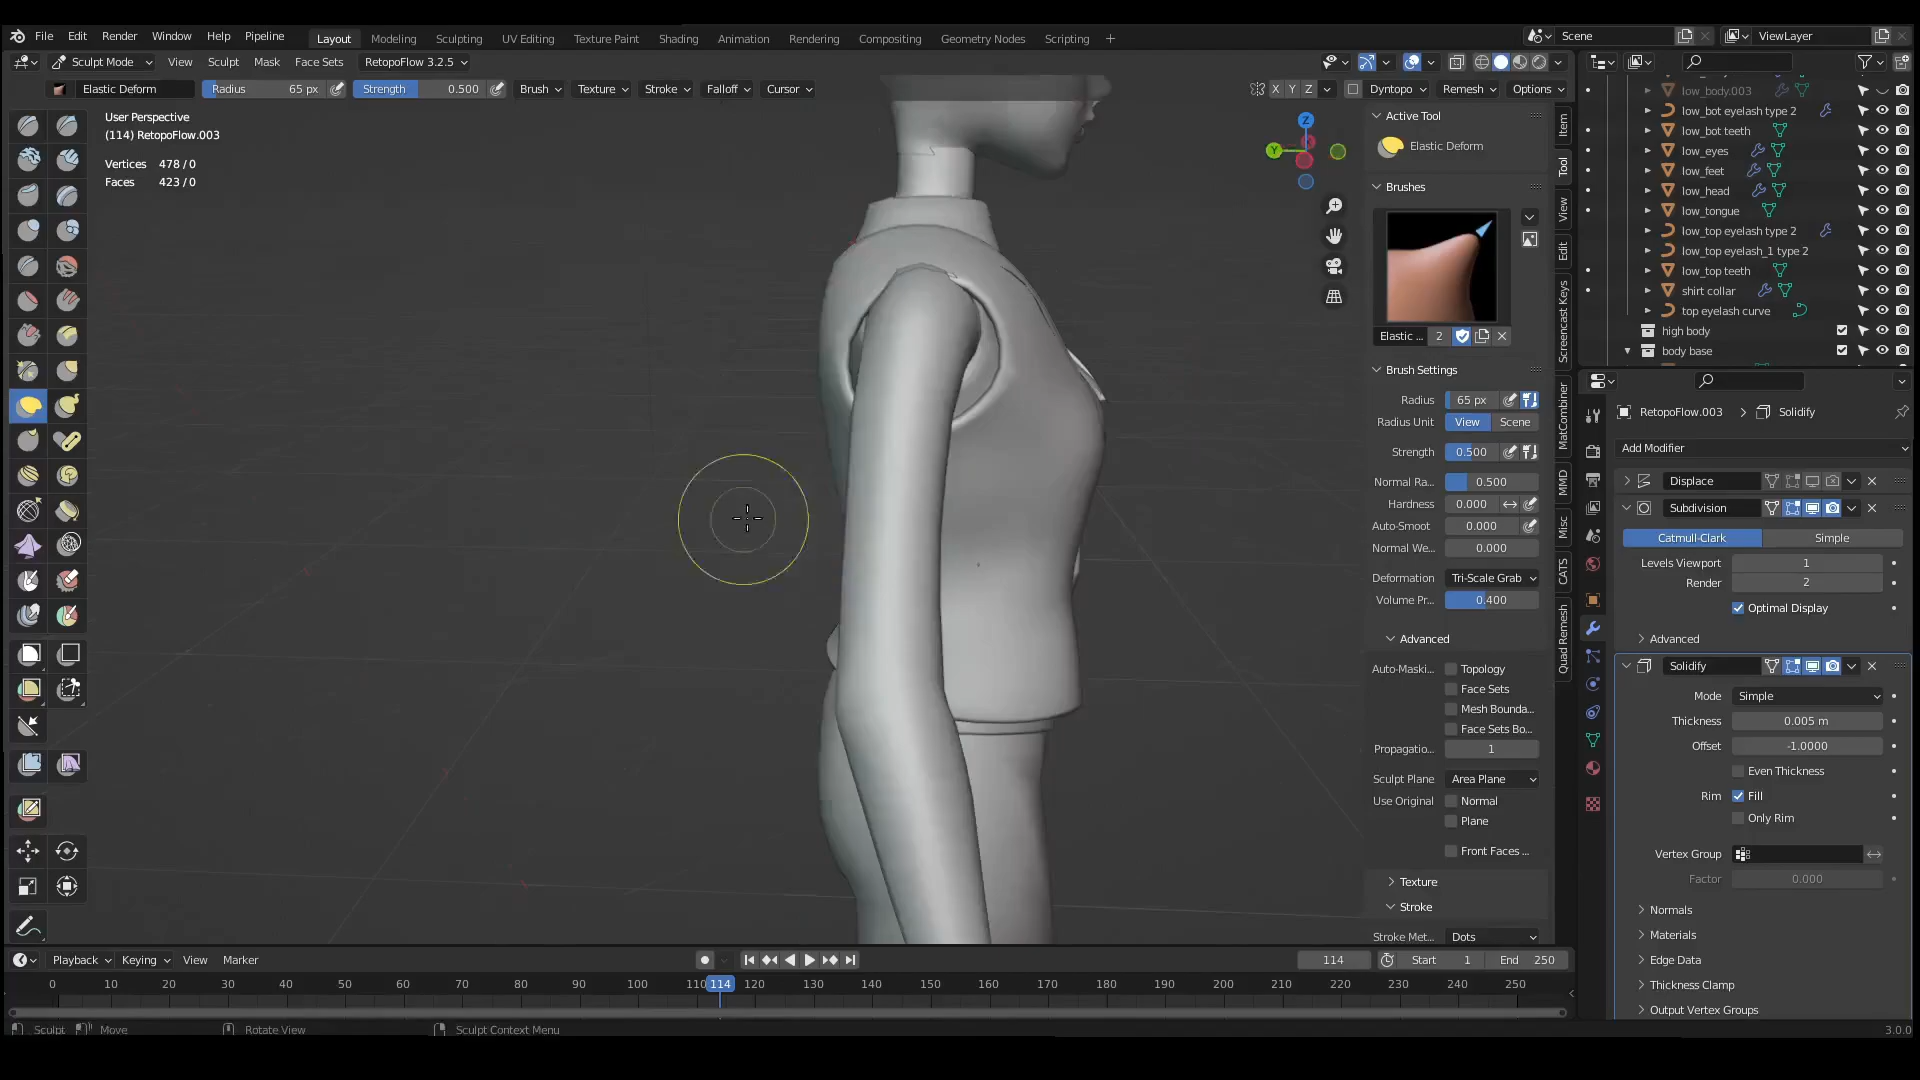 File Edit Render Window Help Pipeline Layout Modeling Sculpting UV Editing Texture Paint Shading Animation Rendering Compositing Geometry Nodes Scripting + Scene ViewLayer
Sculpt Mode View Sculpt Mask Face Sets RetopoFlow 3.2.5
Elastic Deform Radius 65 px Strength 0.500 Brush Texture Stroke Falloff Cursor X Y Z Dyntopo Remesh Options
User Perspective
(114) RetopoFlow.003
Vertices 478 / 0
Faces 423 / 0
Z
Y
Active Tool
Elastic Deform
Brushes
Elastic ... 2
Brush Settings
Radius 65 px
Radius Unit View Scene
Strength 0.500
Normal Ra... 0.500
Hardness 0.000
Auto-Smoot 0.000
Normal We... 0.000
Deformation Tri-Scale Grab
Volume Pr... 0.400
Advanced
Auto-Maski... Topology
Face Sets
Mesh Bounda...
Face Sets Bo...
Propagatio... 1
Sculpt Plane Area Plane
Use Original Normal
Plane
Front Faces ...
Texture
Stroke
Stroke Met... Dots
Item
Tool
View
Edit
Screencast Keys
MatCombiner
MMD
Misc
CATS
Quad Remesh
low_body.003
low_bot eyelash type 2
low_bot teeth
low_eyes
low_feet
low_head
low_tongue
low_top eyelash type 2
low_top eyelash_1 type 2
low_top teeth
shirt collar
top eyelash curve
high body
body base
RetopoFlow.003 Solidify
Add Modifier
Displace
Subdivision
Catmull-Clark Simple
Levels Viewport 1
Render 2
Optimal Display
Advanced
Solidify
Mode Simple
Thickness 0.005 m
Offset -1.0000
Even Thickness
Rim Fill
Only Rim
Vertex Group
Factor 0.000
Normals
Materials
Edge Data
Thickness Clamp
Output Vertex Groups
Playback Keying View Marker 114 Start 1 End 250
0 10 20 30 40 50 60 70 80 90 100 110 114 120 130 140 150 160 170 180 190 200 210 220 230 240 250
Sculpt Move Rotate View Sculpt Context Menu 3.0.0